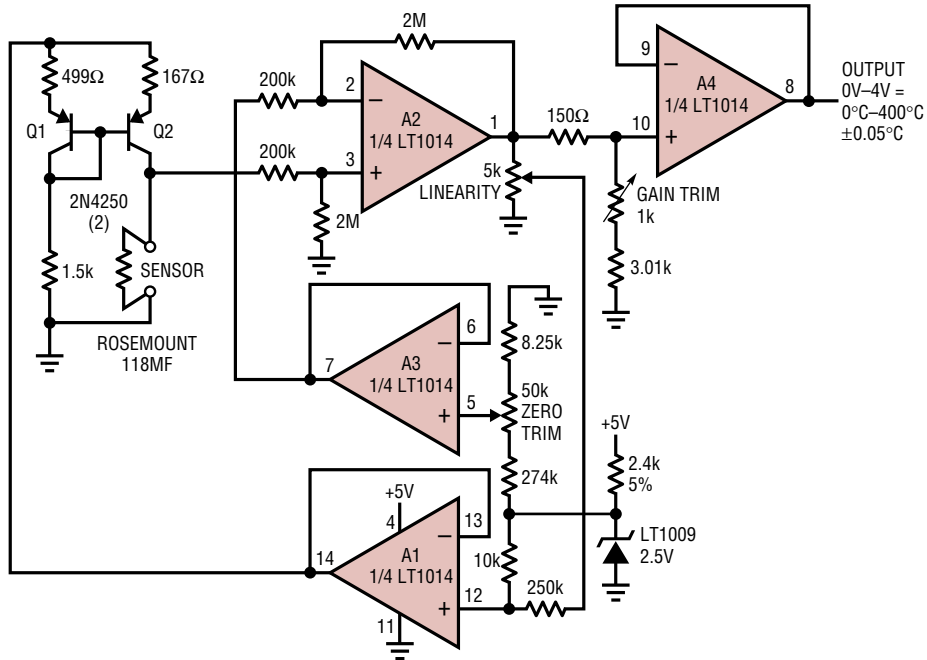 2M
499Ω
167Ω
Q1
Q2
2N4250
(2)
1.5k
SENSOR
ROSEMOUNT
118MF
200k
200k
2
−
3
+
A2
1/4 LT1014
1
2M
5k
LINEARITY
150Ω
9
−
10
+
A4
1/4 LT1014
8
OUTPUT
0V–4V =
0°C–400°C
±0.05°C
GAIN TRIM
1k
3.01k
7
A3
1/4 LT1014
6
−
5
+
8.25k
50k
ZERO
TRIM
274k
+5V
2.4k
5%
LT1009
2.5V
+5V
4
14
A1
1/4 LT1014
13
−
12
+
11
10k
250k